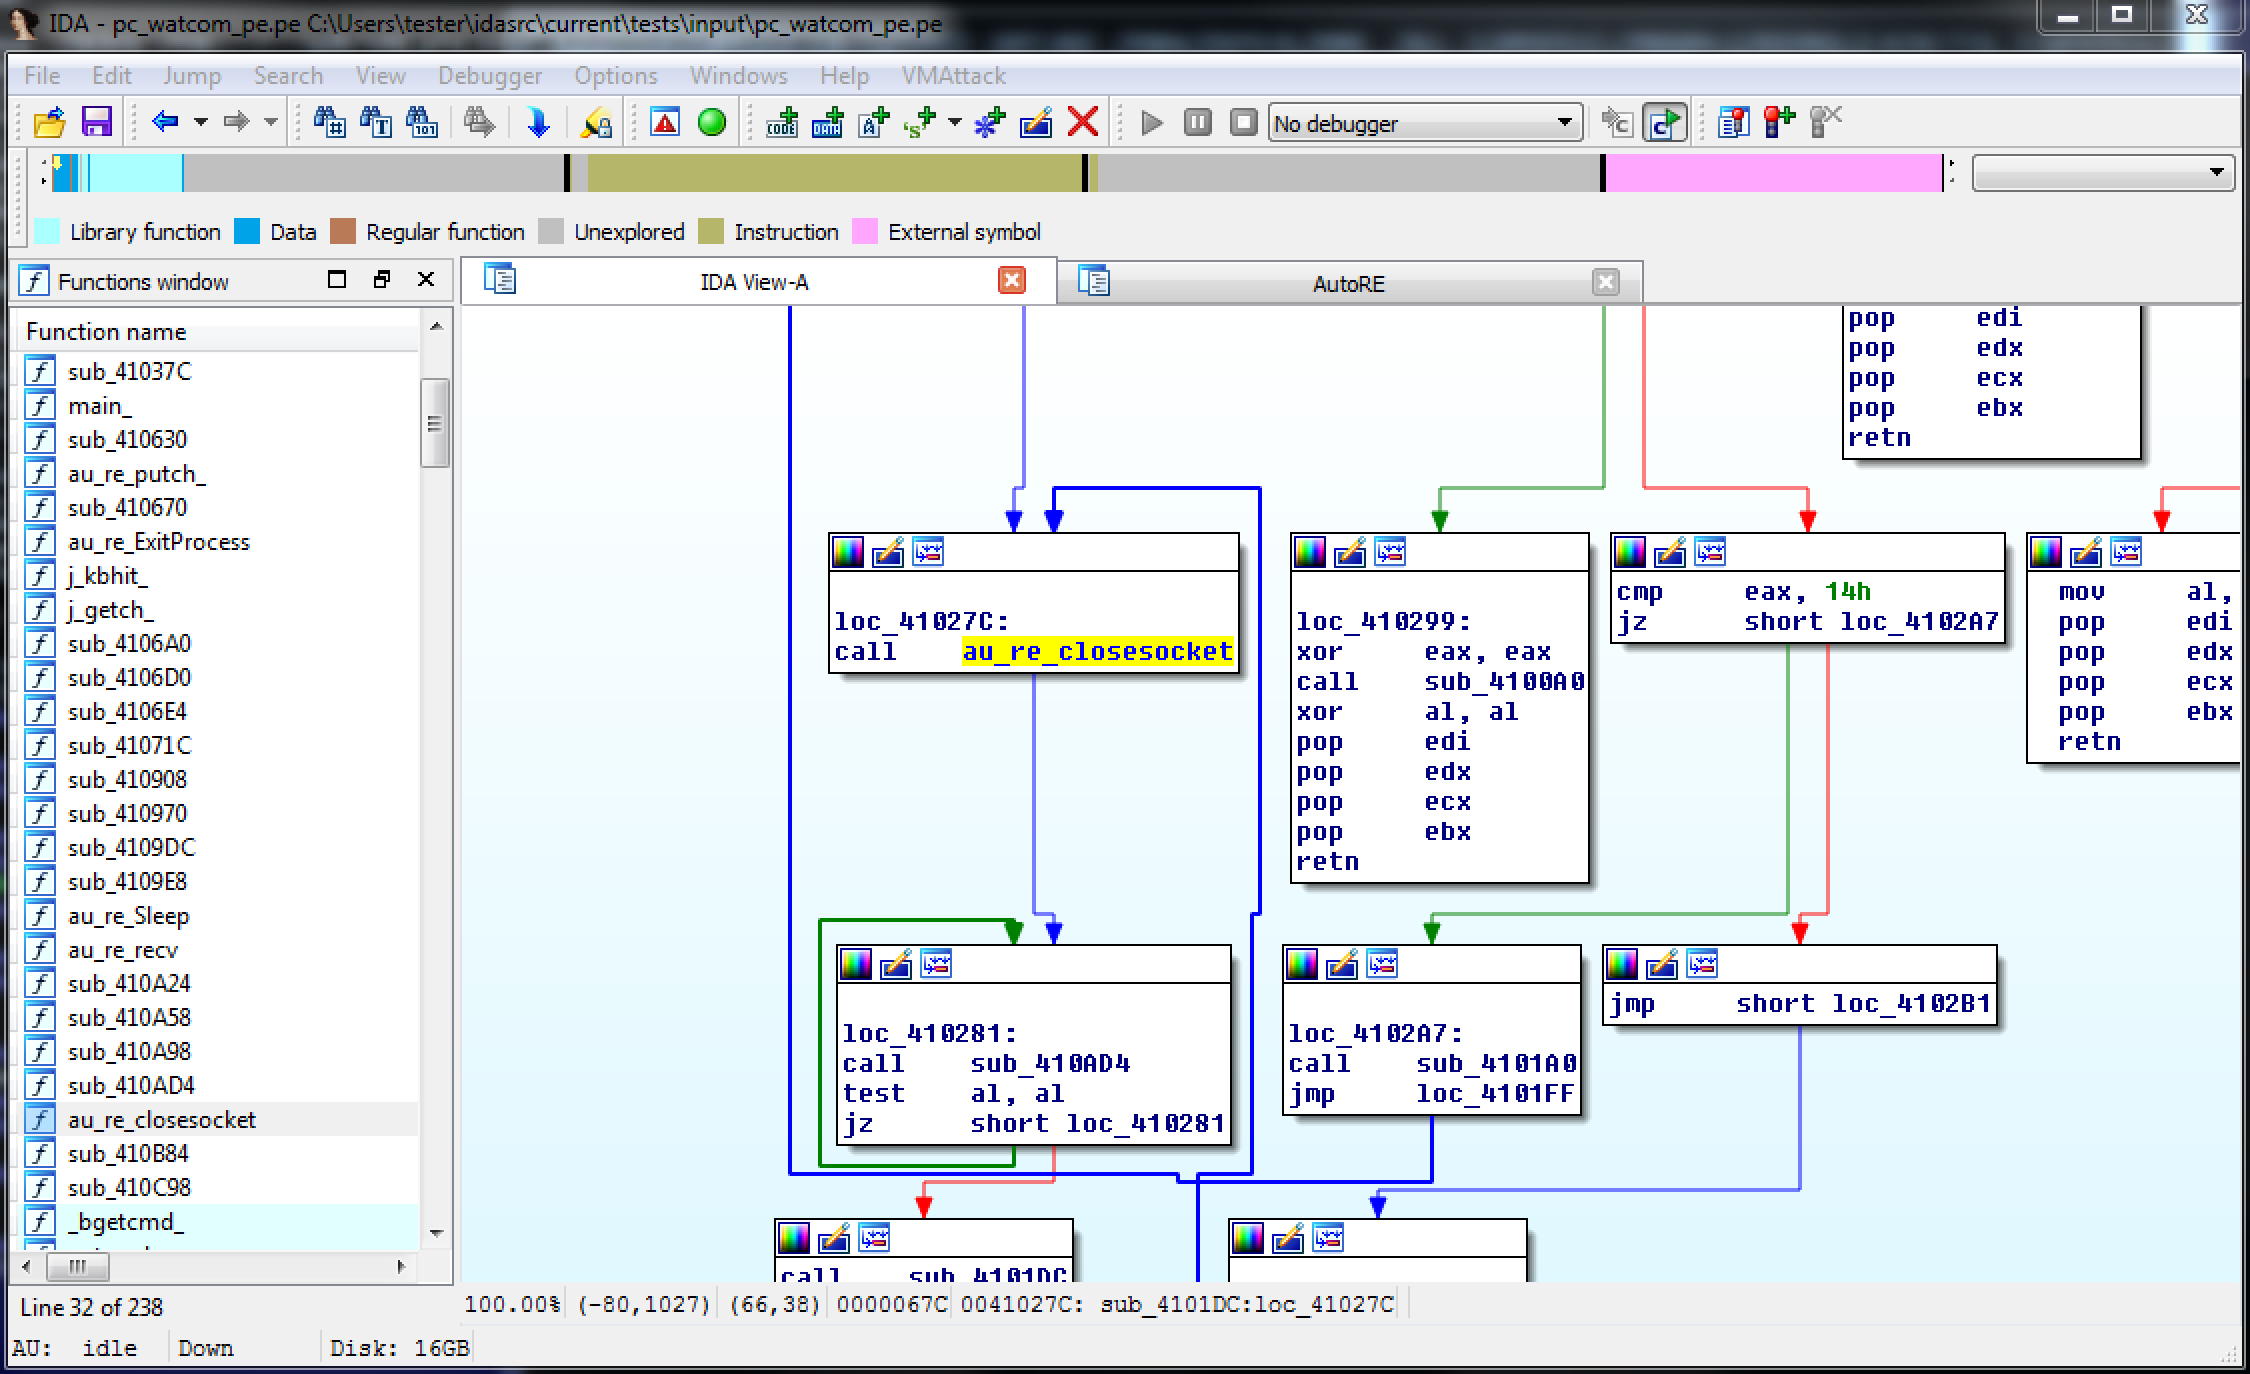 IDA - pc_watcom_pe.pe C:\Users\tester\idasrc\current\tests\input\pc_watcom_pe.pe
File Edit Jump Search View Debugger Options Windows Help VMAttack
No debugger
Library function Data Regular function Unexplored Instruction External symbol
Functions window
IDA View-A
AutoRE
Function name
sub_41037C
main_
sub_410630
au_re_putch_
sub_410670
au_re_ExitProcess
j_kbhit_
j_getch_
sub_4106A0
sub_4106D0
sub_4106E4
sub_41071C
sub_410908
sub_410970
sub_4109DC
sub_4109E8
au_re_Sleep
au_re_recv
sub_410A24
sub_410A58
sub_410A98
sub_410AD4
au_re_closesocket
sub_410B84
sub_410C98
_bgetcmd_
Line 32 of 238
pop edi
pop edx
pop ecx
pop ebx
retn
loc_41027C:
call au_re_closesocket
loc_410299:
xor eax, eax
call sub_4100A0
xor al, al
pop edi
pop edx
pop ecx
pop ebx
retn
cmp eax, 14h
jz short loc_4102A7
mov al,
pop edi
pop edx
pop ecx
pop ebx
retn
loc_410281:
call sub_410AD4
test al, al
jz short loc_410281
loc_4102A7:
call sub_4101A0
jmp loc_4101FF
jmp short loc_4102B1
call sub_4101DC
100.00% (-80,1027) (66,38) 0000067C 0041027C: sub_4101DC:loc_41027C
AU: idle Down Disk: 16GB